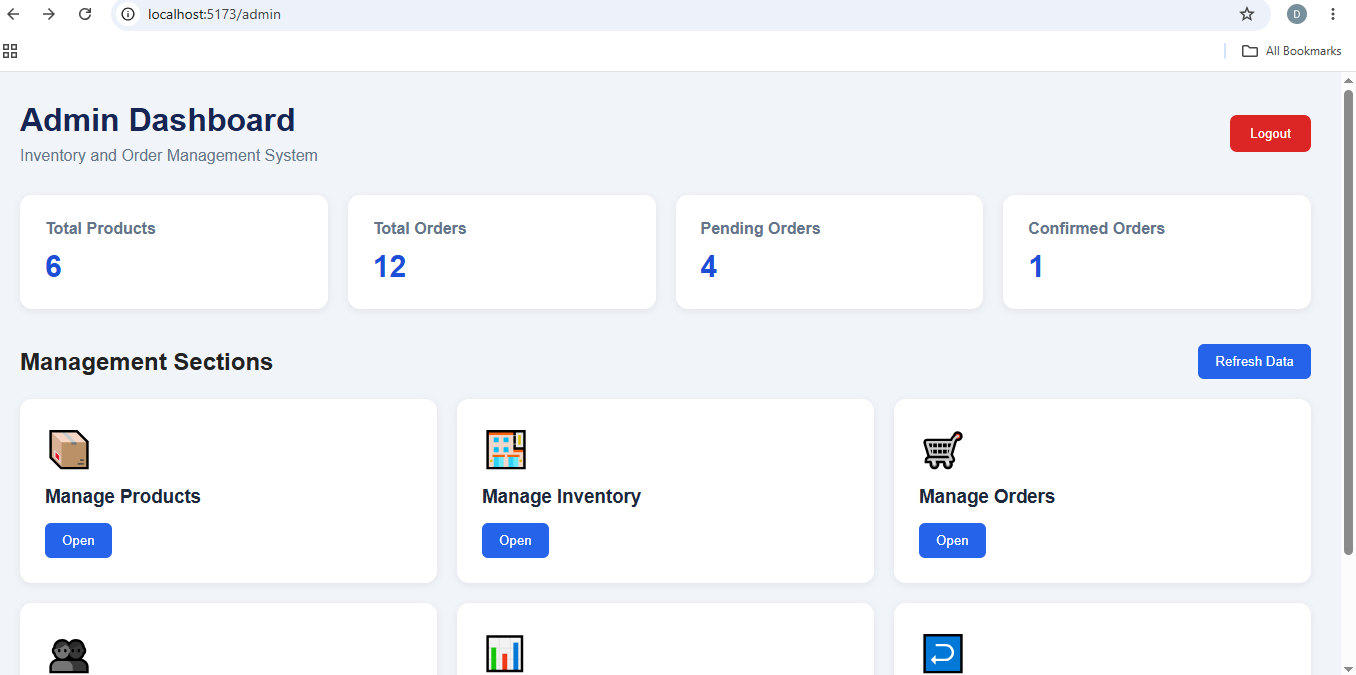 localhost:5173/admin
D
All Bookmarks
Admin Dashboard
Inventory and Order Management System
Logout
Total Products
6
Total Orders
12
Pending Orders
4
Confirmed Orders
1
Management Sections
Refresh Data
Manage Products
Open
Manage Inventory
Open
Manage Orders
Open